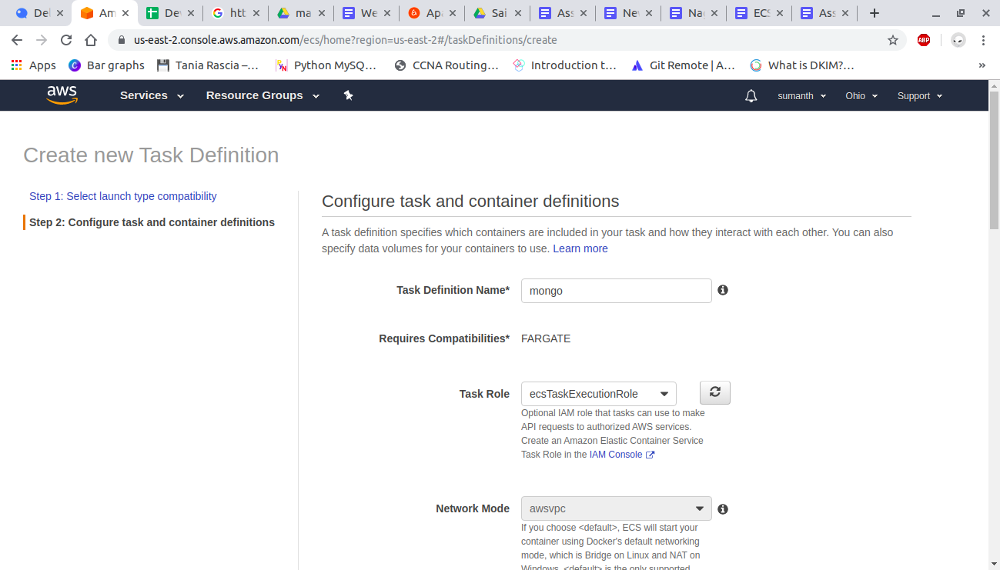 Del
Am
Dev
htt
ma
We
Apa
Sai
Ass
Nev
Nag
ECS
Ass
us-east-2.console.aws.amazon.com/ecs/home?region=us-east-2#/taskDefinitions/create
ABP
Apps
Bar graphs
Tania Rascia –…
Python MySQ…
CCNA Routing…
Introduction t…
Git Remote | A…
What is DKIM?…
»
aws
Services
Resource Groups
sumanth
Ohio
Support
Create new Task Definition
Step 1: Select launch type compatibility
Step 2: Configure task and container definitions
Configure task and container definitions
A task definition specifies which containers are included in your task and how they interact with each other. You can also
specify data volumes for your containers to use. Learn more
Task Definition Name*
mongo
Requires Compatibilities*
FARGATE
Task Role
ecsTaskExecutionRole
Optional IAM role that tasks can use to make
API requests to authorized AWS services.
Create an Amazon Elastic Container Service
Task Role in the IAM Console
Network Mode
awsvpc
If you choose <default>, ECS will start your
container using Docker's default networking
mode, which is Bridge on Linux and NAT on
Windows. <default> is the only supported